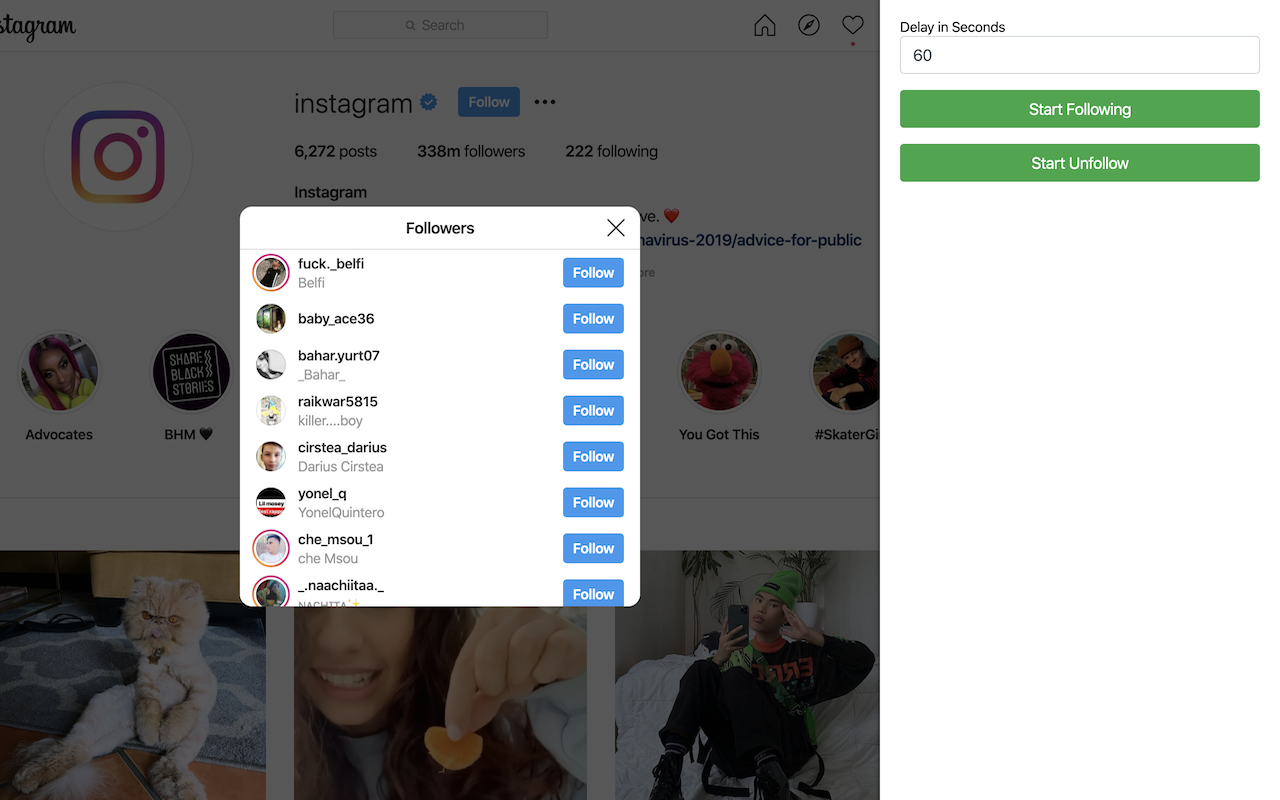 stagram
Search
instagram
Follow
6,272 posts
338m followers
222 following
Instagram
ve. ❤️
navirus-2019/advice-for-public
ore
Followers
fuck._belfi
Belfi
Follow
baby_ace36
Follow
bahar.yurt07
_Bahar_
Follow
raikwar5815
killer....boy
Follow
cirstea_darius
Darius Cirstea
Follow
yonel_q
YonelQuintero
Follow
che_msou_1
che Msou
Follow
_.naachiitaa._
NACHITA✨
Follow
SHARE
BLACK
STORIES
Advocates
BHM 🖤
You Got This
#SkaterGi
Delay in Seconds
60
Start Following
Start Unfollow